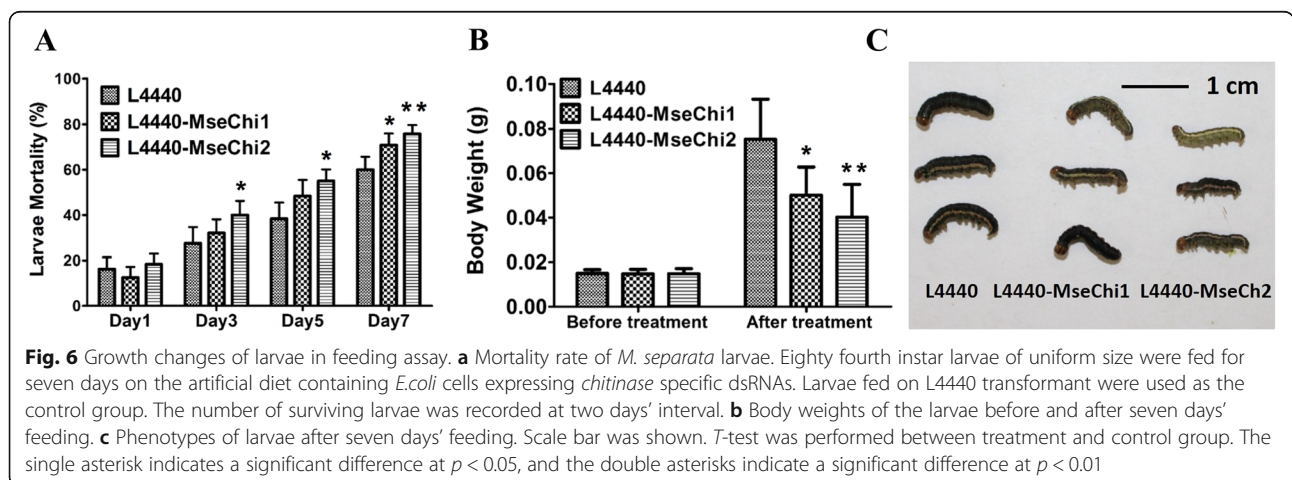 A
Larvae Mortality (%)
100
80
60
40
20
0
L4440
L4440-MseChi1
L4440-MseChi2
*
*
*
**
Day1 Day3 Day5 Day7
B
Body Weight (g)
0.10
0.08
0.06
0.04
0.02
0.00
L4440
L4440-MseChi1
L4440-MseChi2
*
**
Before treatment After treatment
C
1 cm
L4440 L4440-MseChi1 L4440-MseCh2
Fig. 6 Growth changes of larvae in feeding assay. a Mortality rate of M. separata larvae. Eighty fourth instar larvae of uniform size were fed for
seven days on the artificial diet containing E.coli cells expressing chitinase specific dsRNAs. Larvae fed on L4440 transformant were used as the
control group. The number of surviving larvae was recorded at two days' interval. b Body weights of the larvae before and after seven days'
feeding. c Phenotypes of larvae after seven days' feeding. Scale bar was shown. T-test was performed between treatment and control group. The
single asterisk indicates a significant difference at p < 0.05, and the double asterisks indicate a significant difference at p < 0.01